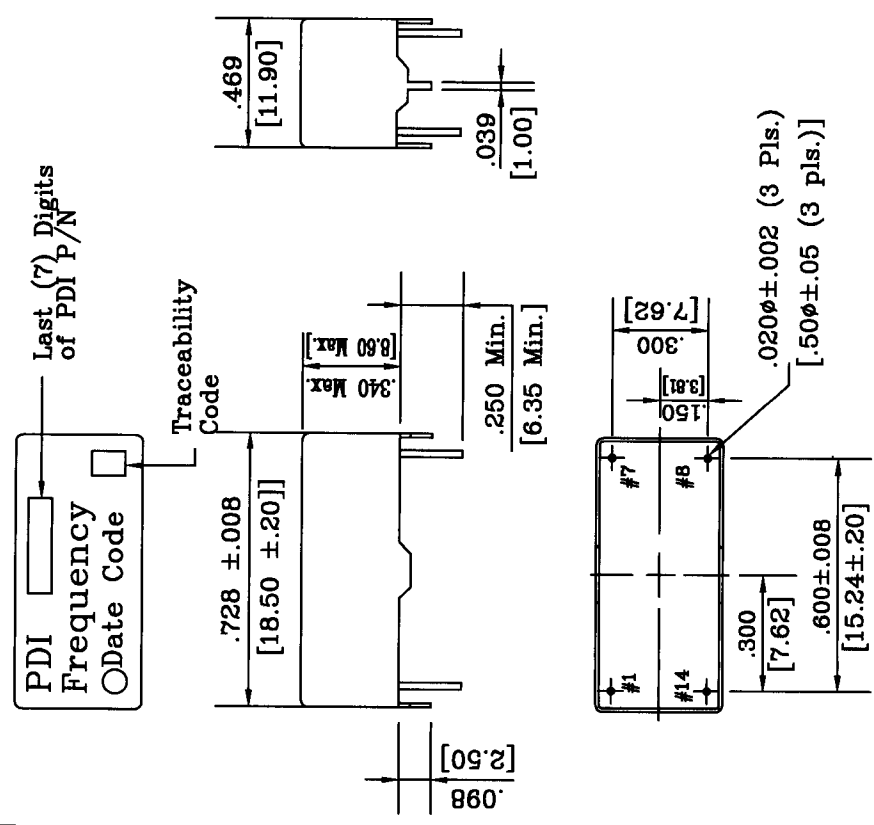 PDI
Frequency
Date Code
Last (7) Digits
of PDI P/N
Traceability
Code
.469
[11.90]
.039
[1.00]
.728 ±.008
[18.50 ±.20]]
.340 Max.
[8.60 Max.]
.250 Min.
[6.35 Min.]
.098
[2.50]
#1
#7
#8
#14
.300
[7.62]
.150
[3.81]
.020ø±.002 (3 Pls.)
[.50ø±.05 (3 pls.)]
.300
[7.62]
.600±.008
[15.24±.20]